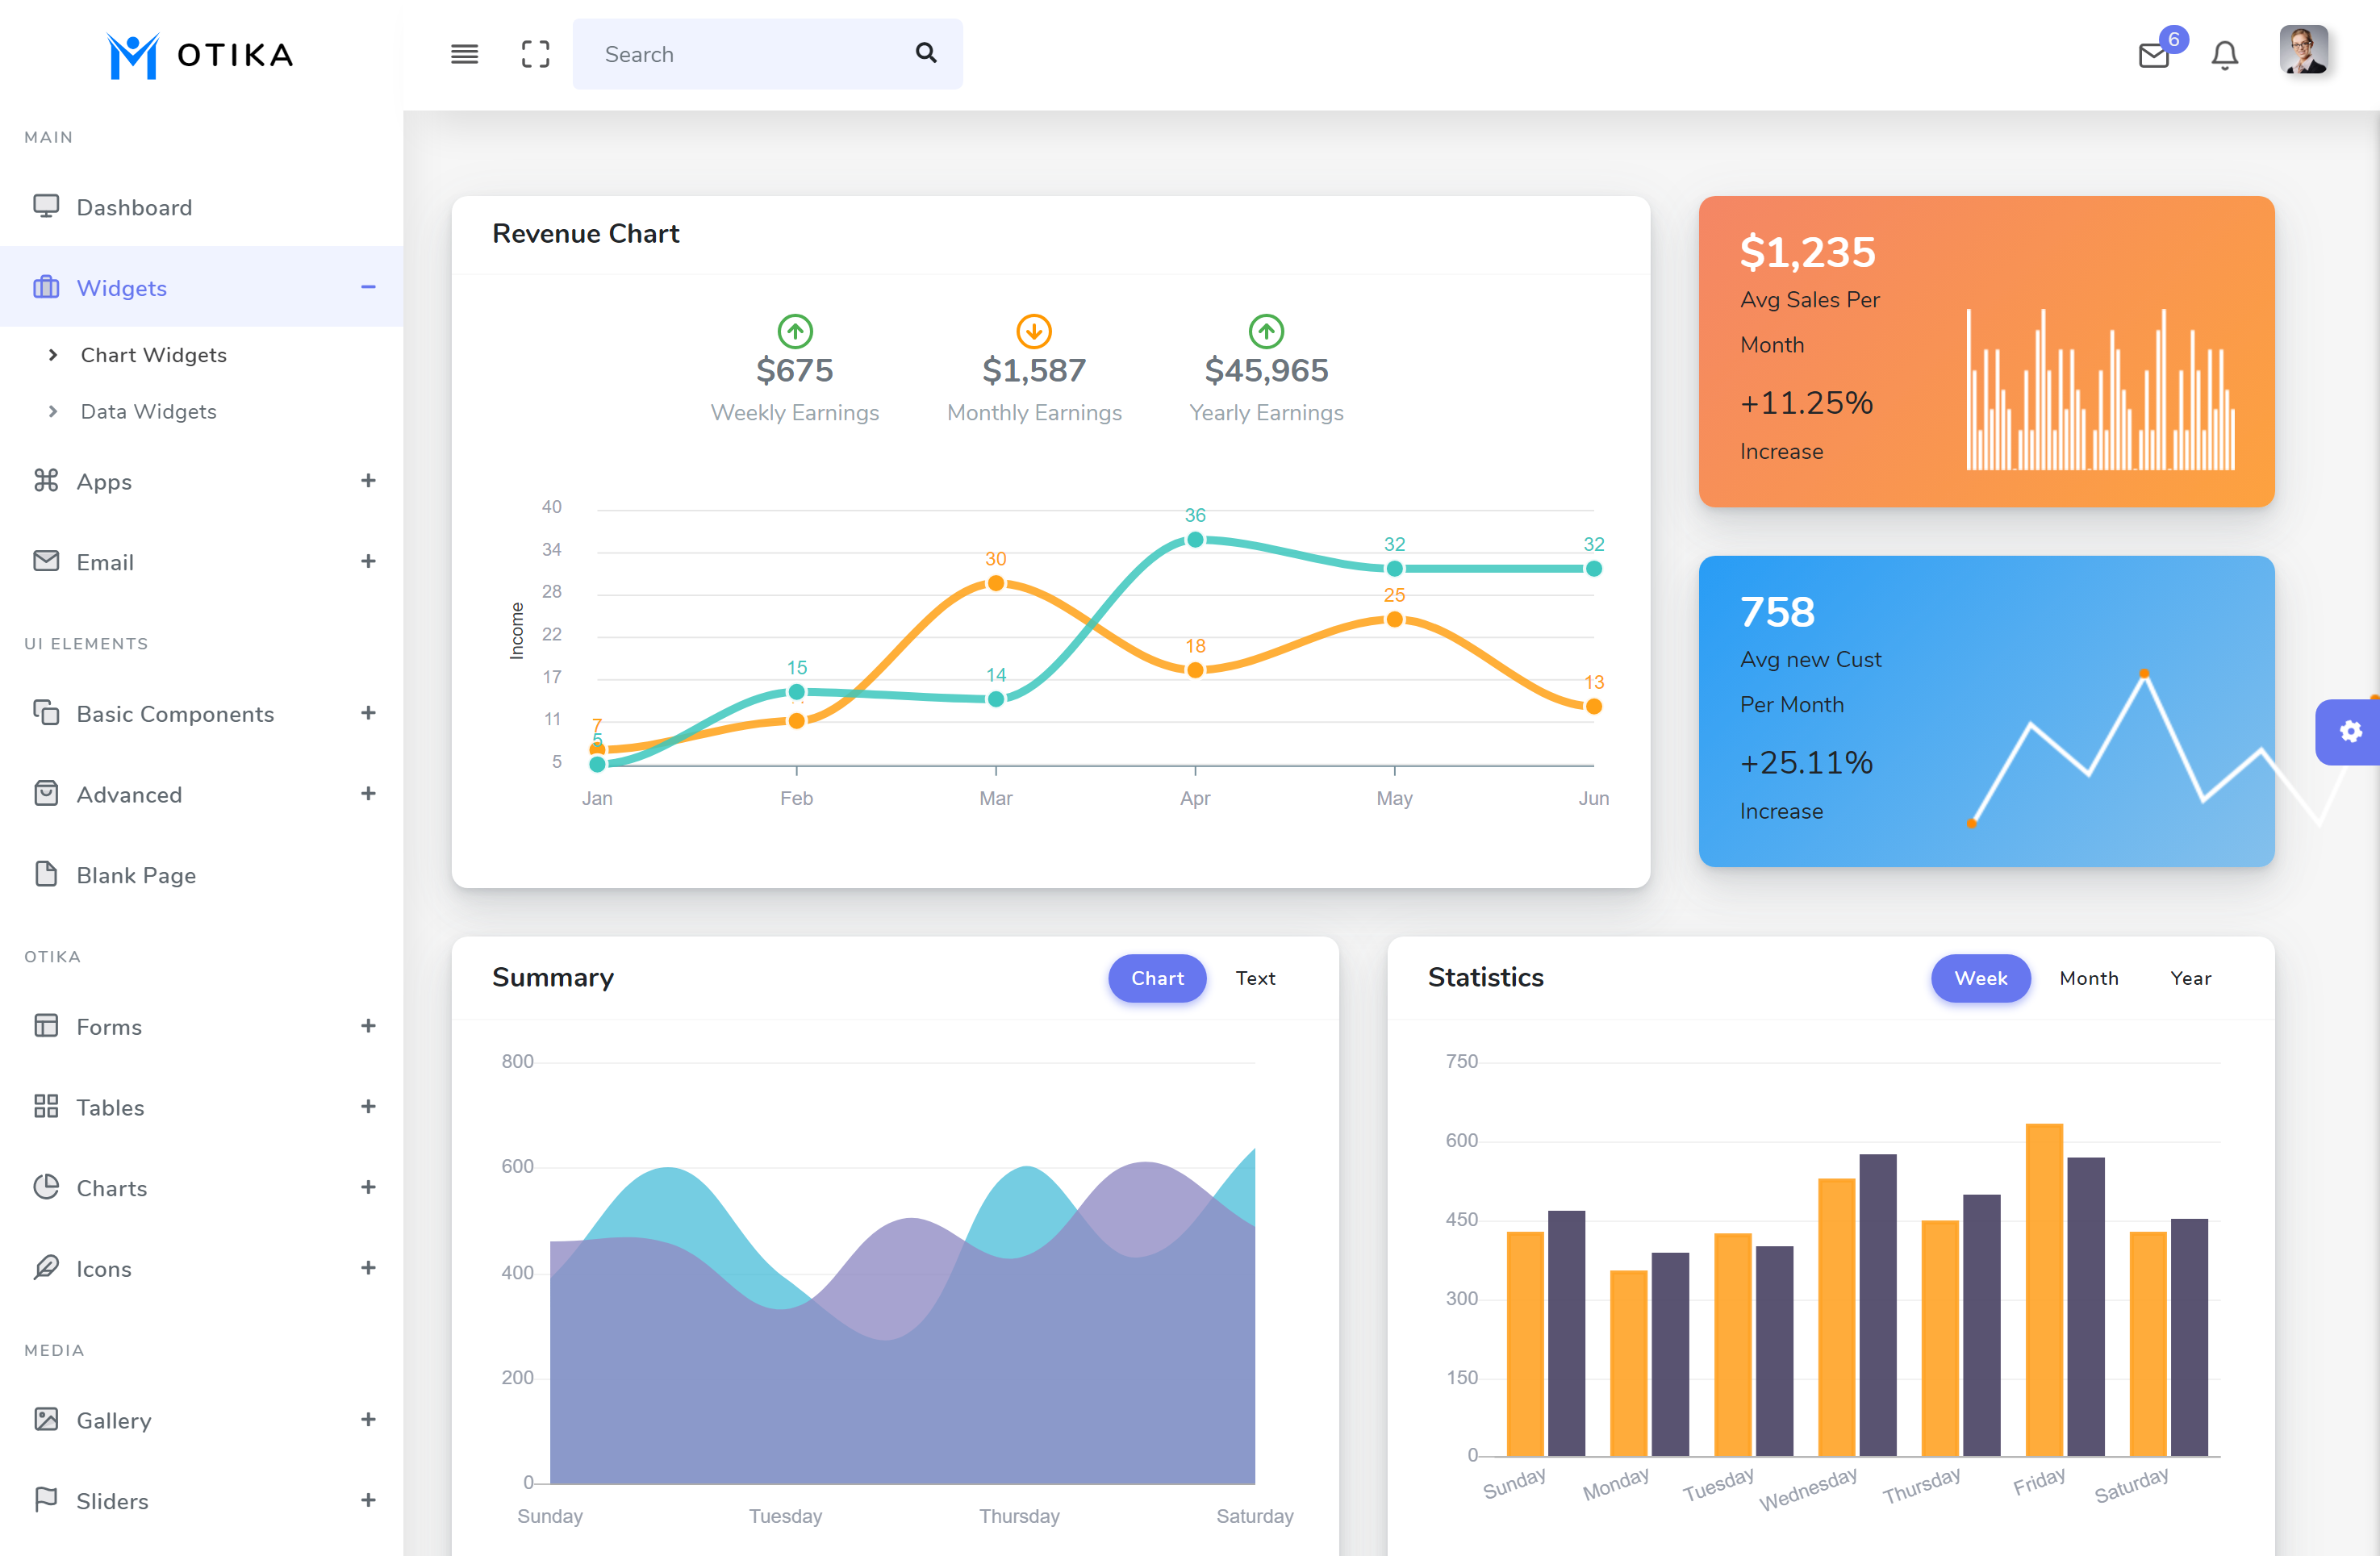 OTIKA
Search
6
MAIN
Dashboard
Widgets
Chart Widgets
Data Widgets
Apps
Email
UI ELEMENTS
Basic Components
Advanced
Blank Page
OTIKA
Forms
Tables
Charts
Icons
MEDIA
Gallery
Sliders
Revenue Chart
$675
Weekly Earnings
$1,587
Monthly Earnings
$45,965
Yearly Earnings
Income
40
34
28
22
17
11
5
7
5
15
30
14
36
18
32
25
32
13
Jan
Feb
Mar
Apr
May
Jun
$1,235
Avg Sales Per
Month
+11.25%
Increase
758
Avg new Cust
Per Month
+25.11%
Increase
Summary
Chart
Text
800
600
400
200
0
Sunday
Tuesday
Thursday
Saturday
Statistics
Week
Month
Year
750
600
450
300
150
0
Sunday
Monday
Tuesday
Wednesday
Thursday
Friday
Saturday